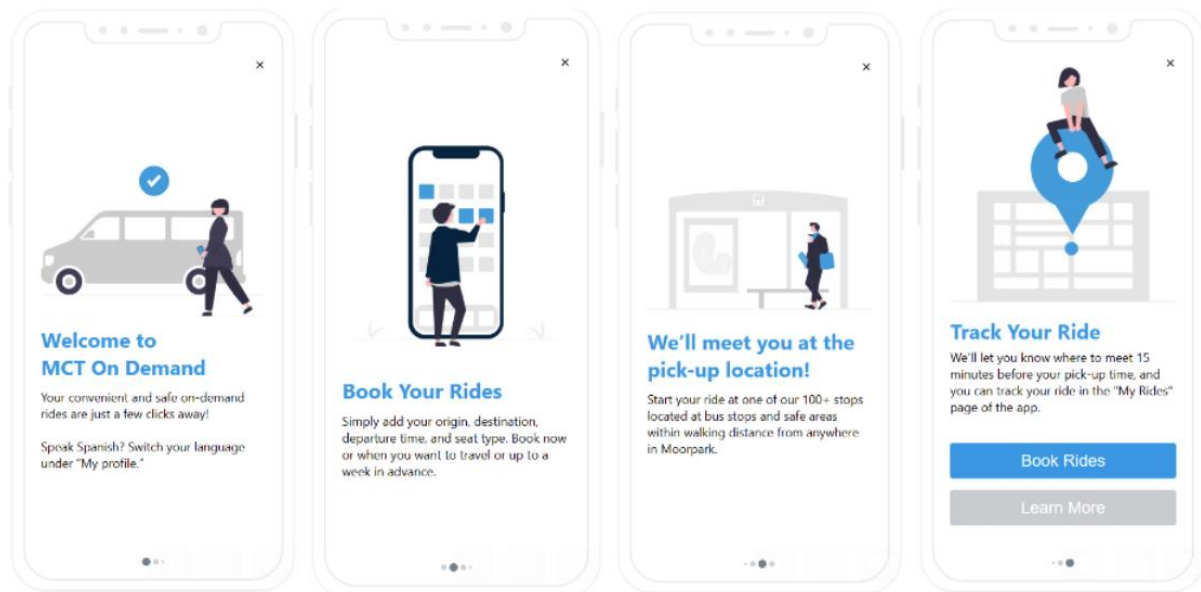 Welcome to
MCT On Demand
Your convenient and safe on-demand
rides are just a few clicks away!
Speak Spanish? Switch your language
under "My profile."
Book Your Rides
Simply add your origin, destination,
departure time, and seat type. Book now
or when you want to travel or up to a
week in advance.
We'll meet you at the
pick-up location!
Start your ride at one of our 100+ stops
located at bus stops and safe areas
within walking distance from anywhere
in Moorpark.
Track Your Ride
We'll let you know where to meet 15
minutes before your pick-up time, and
you can track your ride in the "My Rides"
page of the app.
Book Rides
Learn More